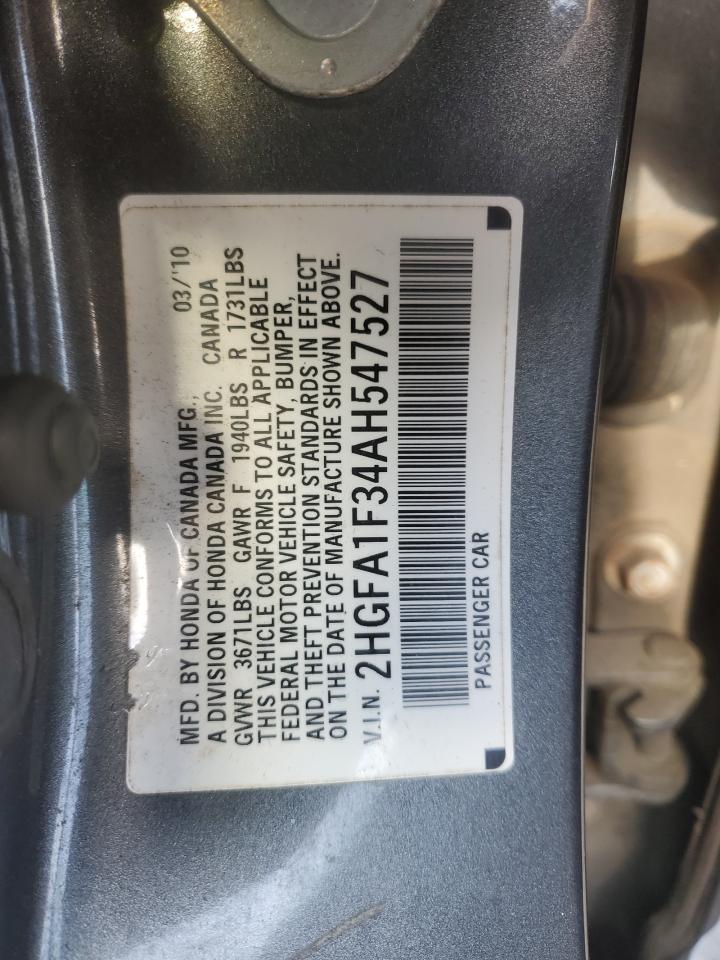 MFD. BY HONDA OF CANADA MFG., 03/'10
A DIVISION OF HONDA CANADA INC. CANADA
GVWR 3671LBS GAWR F 1940LBS R 1731LBS
THIS VEHICLE CONFORMS TO ALL APPLICABLE
FEDERAL MOTOR VEHICLE SAFETY, BUMPER,
AND THEFT PREVENTION STANDARDS IN EFFECT
ON THE DATE OF MANUFACTURE SHOWN ABOVE.
V.I.N. 2HGFA1F34AH547527
PASSENGER CAR